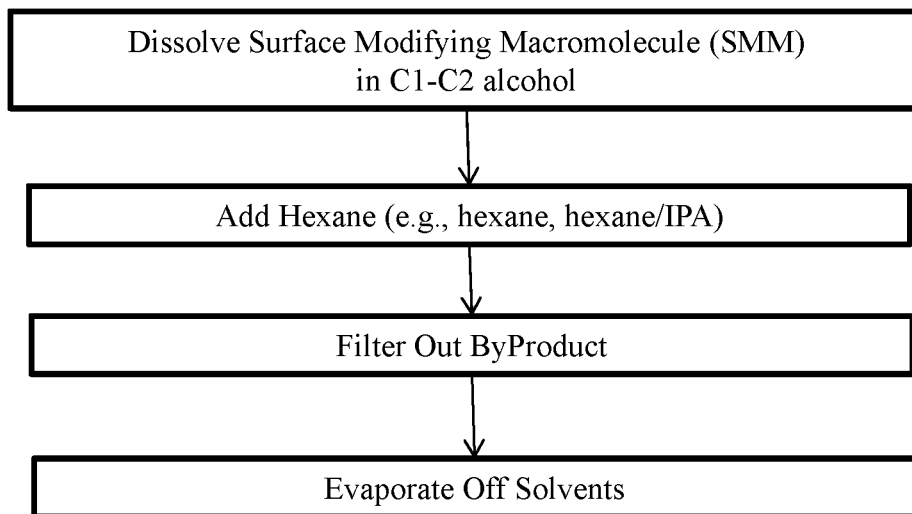 Dissolve Surface Modifying Macromolecule (SMM)
in C1-C2 alcohol
Add Hexane (e.g., hexane, hexane/IPA)
Filter Out ByProduct
Evaporate Off Solvents